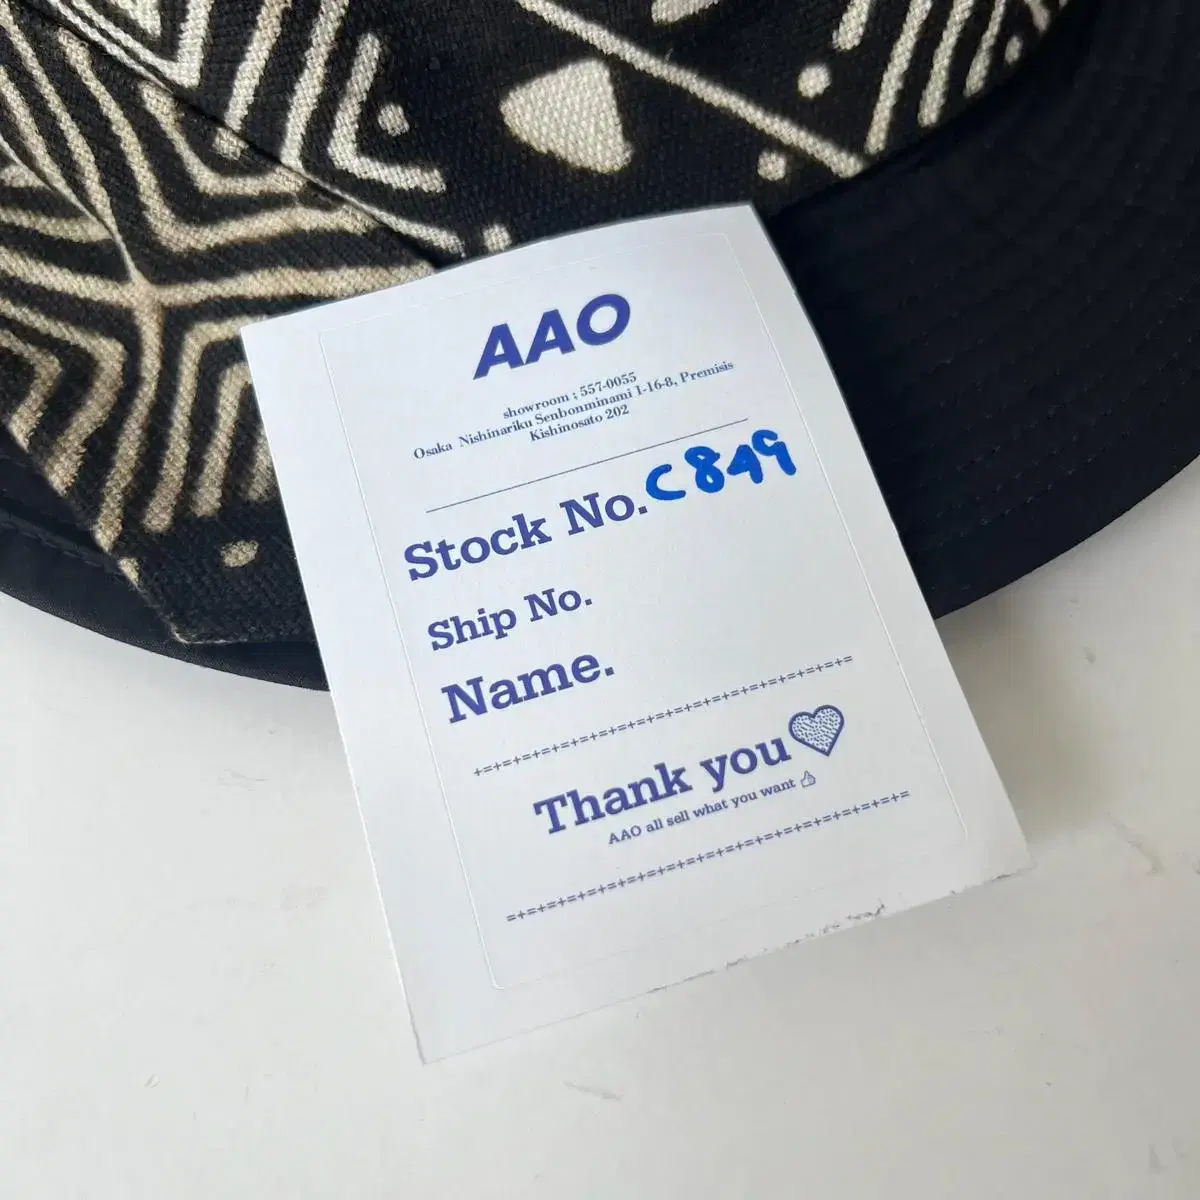 AAO
showroom ; 557-0055
Osaka Nishinariku Senbonminami 1-16-8, Premisis
Kishinosato 202
Stock No. C849
Ship No.
Name.
+=+=+=+=+=+=+=+=+=+=+=+=+=+=+=+=+=+=+=
Thank you
AAO all sell what you want
=+=+=+=+=+=+=+=+=+=+=+=+=+=+=+=+=+=+=+=